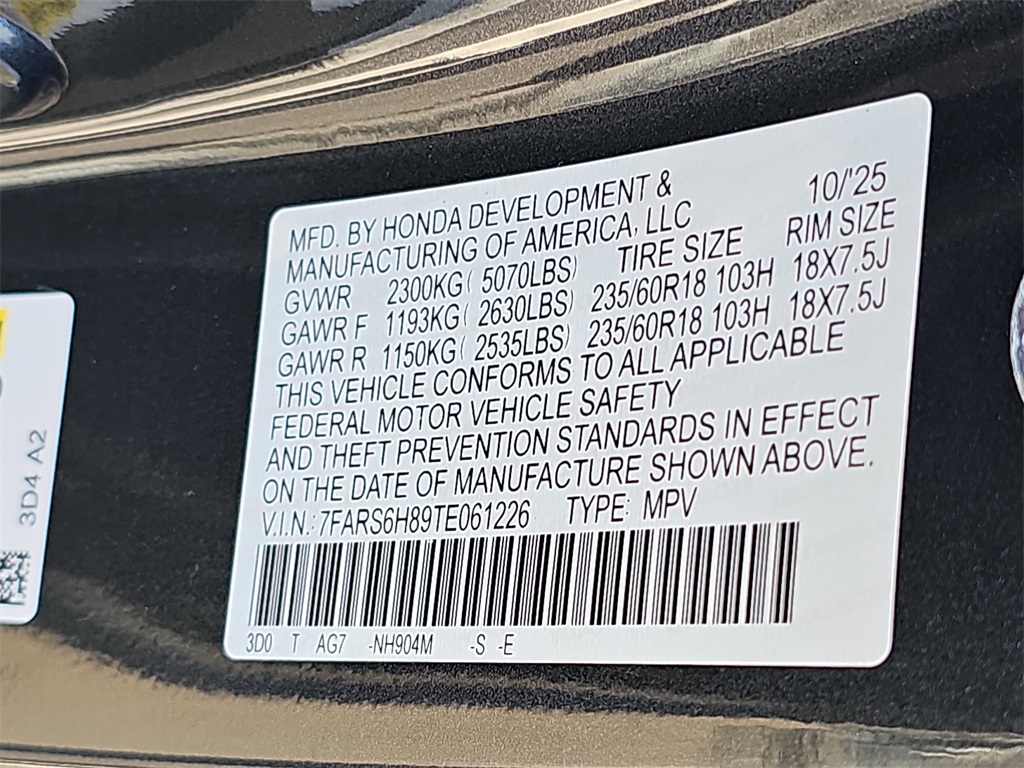 MFD. BY HONDA DEVELOPMENT & 10/'25
MANUFACTURING OF AMERICA, LLC
GVWR 2300KG( 5070LBS) TIRE SIZE RIM SIZE
GAWR F 1193KG( 2630LBS) 235/60R18 103H 18X7.5J
GAWR R 1150KG( 2535LBS) 235/60R18 103H 18X7.5J
THIS VEHICLE CONFORMS TO ALL APPLICABLE
FEDERAL MOTOR VEHICLE SAFETY
AND THEFT PREVENTION STANDARDS IN EFFECT
ON THE DATE OF MANUFACTURE SHOWN ABOVE.
V.I.N.: 7FARS6H89TE061226 TYPE: MPV
3D0 T AG7 -NH904M -S -E
3D4 A2